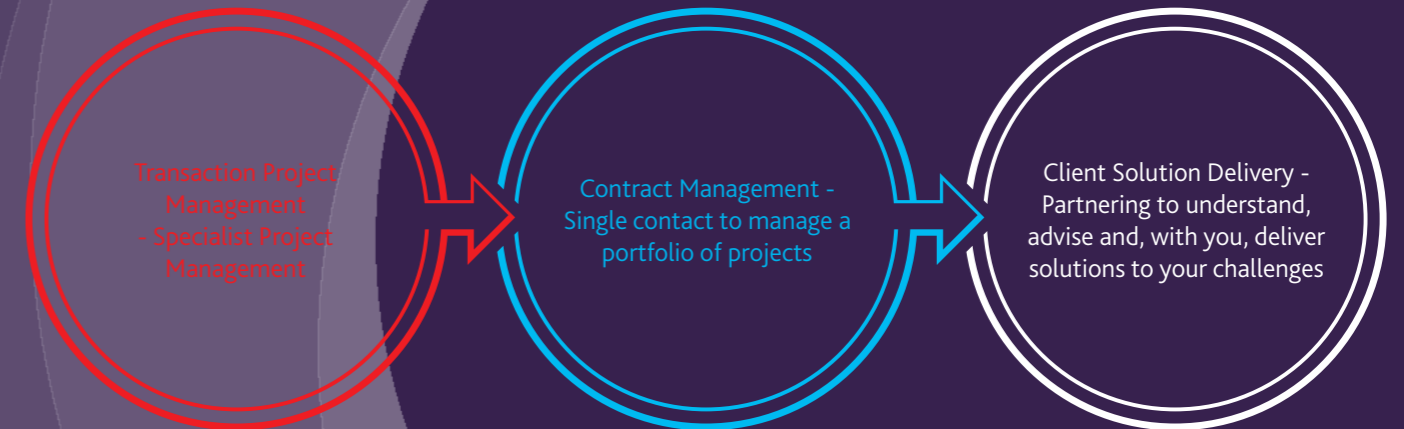 Transaction Project
Management
- Specialist Project
Management
Contract Management -
Single contact to manage a
portfolio of projects
Client Solution Delivery -
Partnering to understand,
advise and, with you, deliver
solutions to your challenges